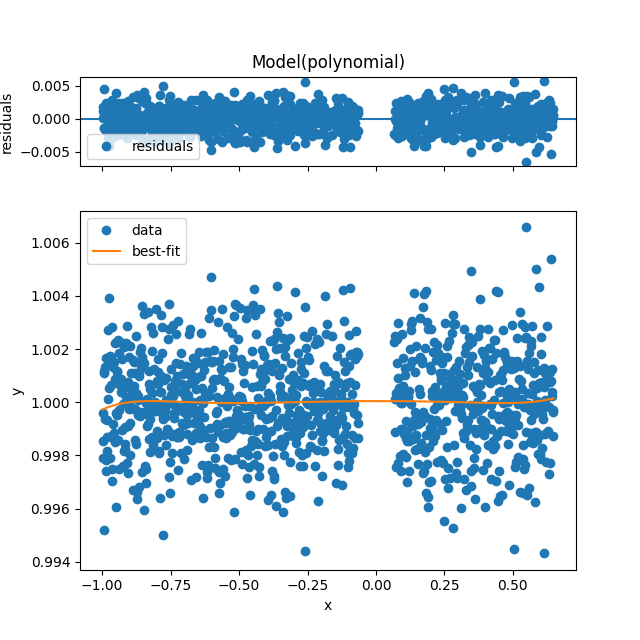 Model(polynomial)
residuals
0.005
0.000
−0.005
residuals
y
1.006
1.004
1.002
1.000
0.998
0.996
0.994
data
best-fit
−1.00 −0.75 −0.50 −0.25 0.00 0.25 0.50
x